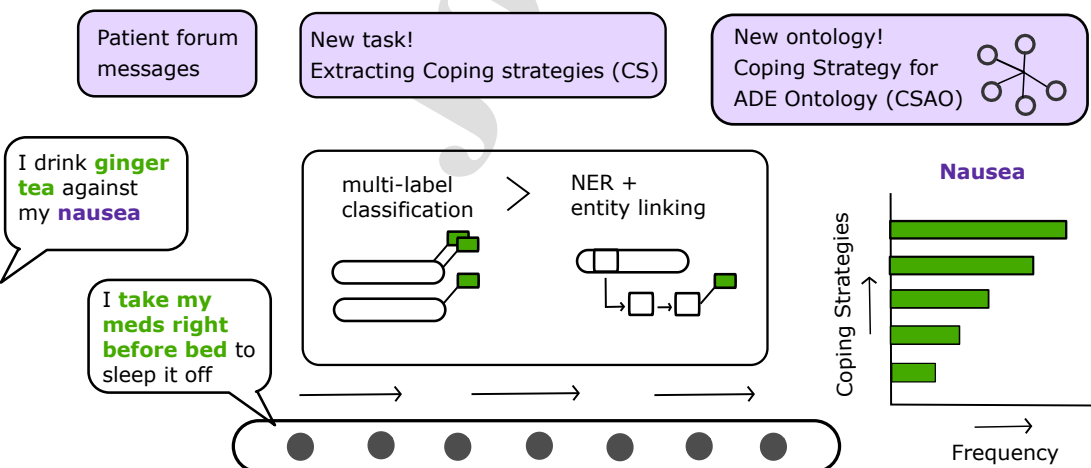 Patient forum
messages
New task!
Extracting Coping strategies (CS)
New ontology!
Coping Strategy for
ADE Ontology (CSAO)
I drink ginger
tea against
my nausea
I take my
meds right
before bed to
sleep it off
multi-label
classification
>
NER +
entity linking
Nausea
Coping Strategies
Frequency